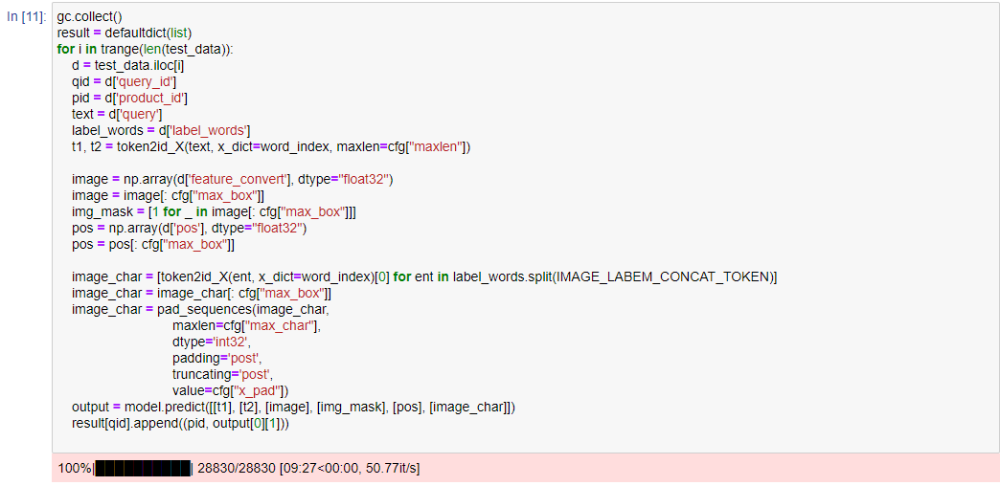 In [11]:
gc.collect()
result = defaultdict(list)
for i in trange(len(test_data)):
    d = test_data.iloc[i]
    qid = d['query_id']
    pid = d['product_id']
    text = d['query']
    label_words = d['label_words']
    t1, t2 = token2id_X(text, x_dict=word_index, maxlen=cfg["maxlen"])

    image = np.array(d['feature_convert'], dtype="float32")
    image = image[: cfg["max_box"]]
    img_mask = [1 for _ in image[: cfg["max_box"]]]
    pos = np.array(d['pos'], dtype="float32")
    pos = pos[: cfg["max_box"]]

    image_char = [token2id_X(ent, x_dict=word_index)[0] for ent in label_words.split(IMAGE_LABEM_CONCAT_TOKEN)]
    image_char = image_char[: cfg["max_box"]]
    image_char = pad_sequences(image_char,
                            maxlen=cfg["max_char"],
                            dtype='int32',
                            padding='post',
                            truncating='post',
                            value=cfg["x_pad"])
    output = model.predict([[t1], [t2], [image], [img_mask], [pos], [image_char]])
    result[qid].append((pid, output[0][1]))
100%|██████████| 28830/28830 [09:27<00:00, 50.77it/s]